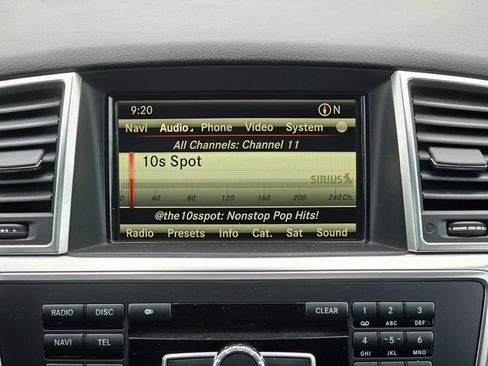 9:20 N
Navi Audio Phone Video System
All Channels: Channel 11
10s Spot
SIRIUS
40 80 120 160 200 240 Ch.
@the10sspot: Nonstop Pop Hits!
Radio Presets Info Cat. Sat Sound
RADIO DISC CLEAR 1 2 ABC 3 DEF
NAVI TEL 4 GHI 5 JKL 6 MNO